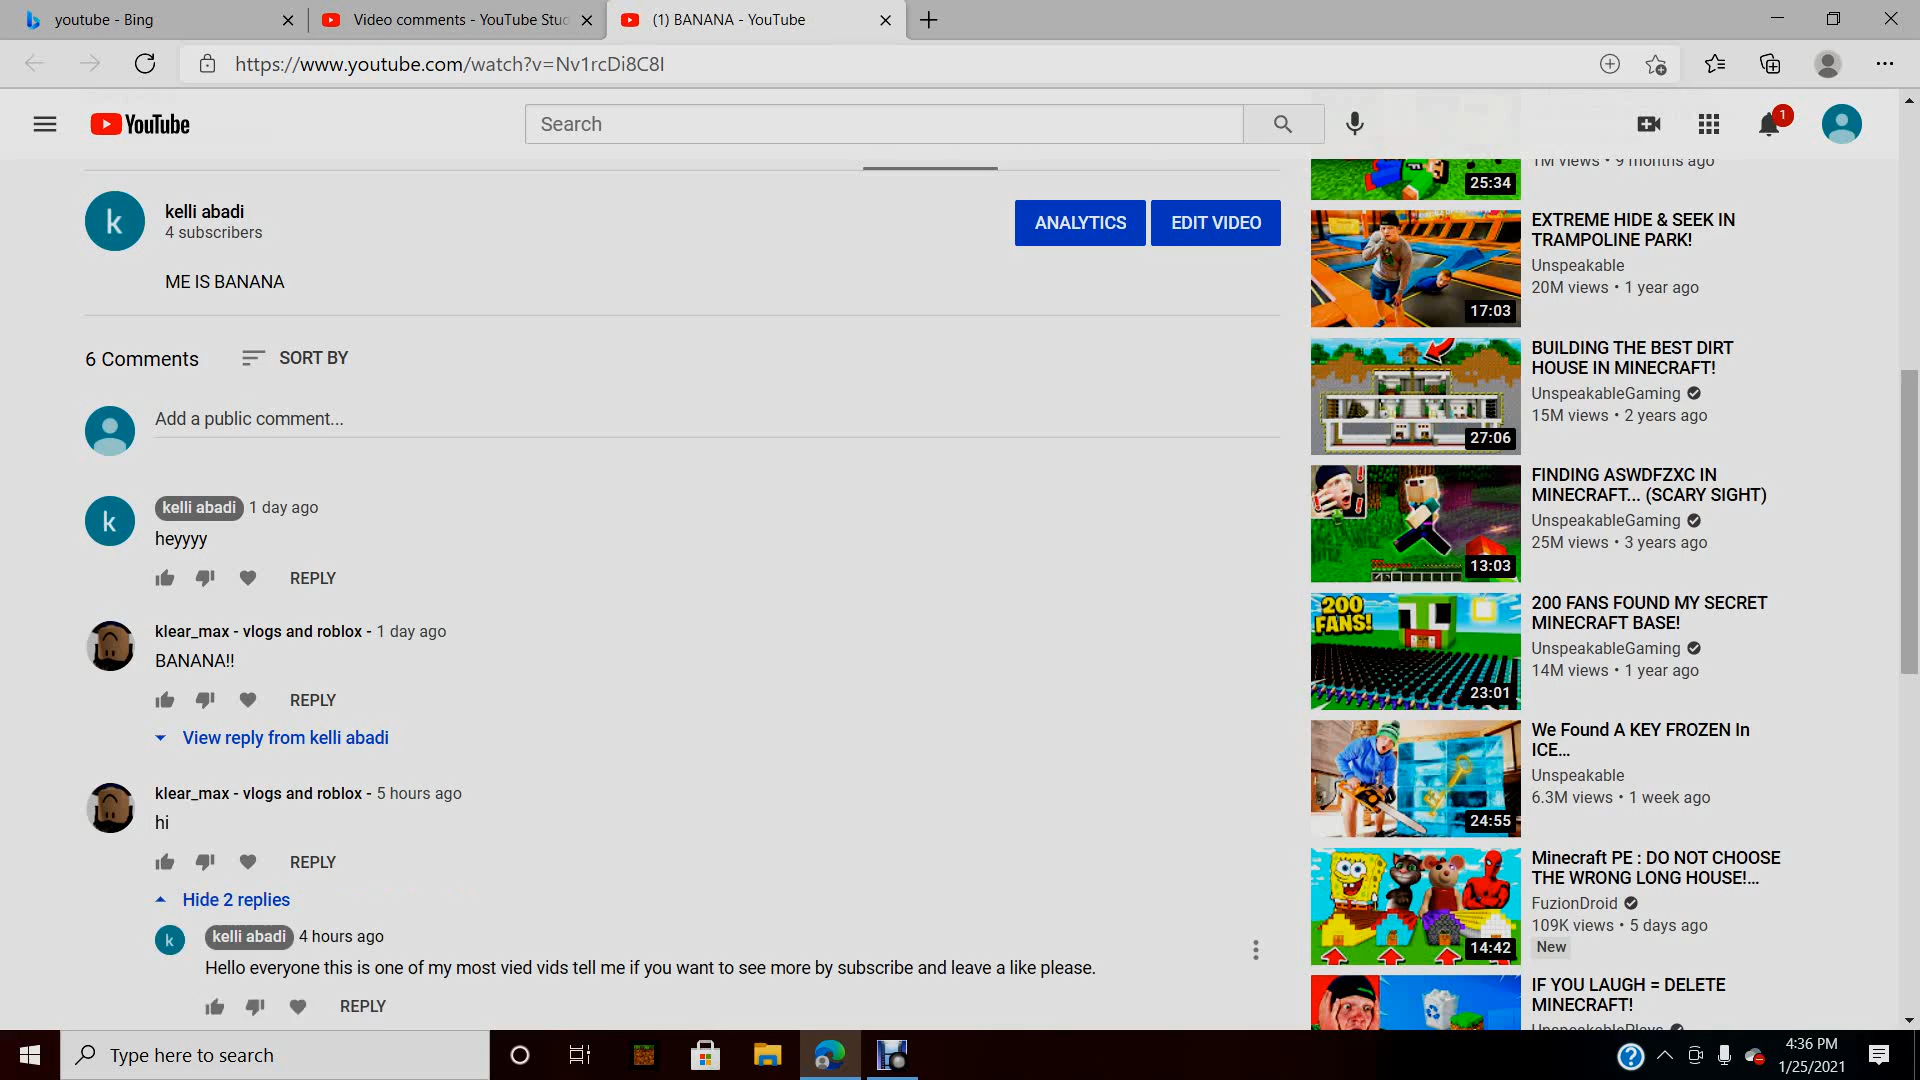 youtube - Bing
Video comments - YouTube Stud
(1) BANANA - YouTube
https://www.youtube.com/watch?v=Nv1rcDi8C8I
YouTube
Search
1
kelli abadi
4 subscribers
ANALYTICS
EDIT VIDEO
ME IS BANANA
6 Comments
SORT BY
Add a public comment...
k
kelli abadi 1 day ago
heyyyy
REPLY
klear_max - vlogs and roblox - 1 day ago
BANANA!!
REPLY
View reply from kelli abadi
klear_max - vlogs and roblox - 5 hours ago
hi
REPLY
Hide 2 replies
k
kelli abadi 4 hours ago
Hello everyone this is one of my most vied vids tell me if you want to see more by subscribe and leave a like please.
REPLY
1M views • 9 months ago
25:34
EXTREME HIDE & SEEK IN
TRAMPOLINE PARK!
Unspeakable
20M views • 1 year ago
17:03
BUILDING THE BEST DIRT
HOUSE IN MINECRAFT!
UnspeakableGaming
15M views • 2 years ago
27:06
FINDING ASWDFZXC IN
MINECRAFT... (SCARY SIGHT)
UnspeakableGaming
25M views • 3 years ago
13:03
200 FANS FOUND MY SECRET
MINECRAFT BASE!
UnspeakableGaming
14M views • 1 year ago
200
FANS!
23:01
We Found A KEY FROZEN In
ICE...
Unspeakable
6.3M views • 1 week ago
24:55
Minecraft PE : DO NOT CHOOSE
THE WRONG LONG HOUSE!...
FuzionDroid
109K views • 5 days ago
New
14:42
IF YOU LAUGH = DELETE
MINECRAFT!
UnspeakablePlays
Type here to search
4:36 PM
1/25/2021